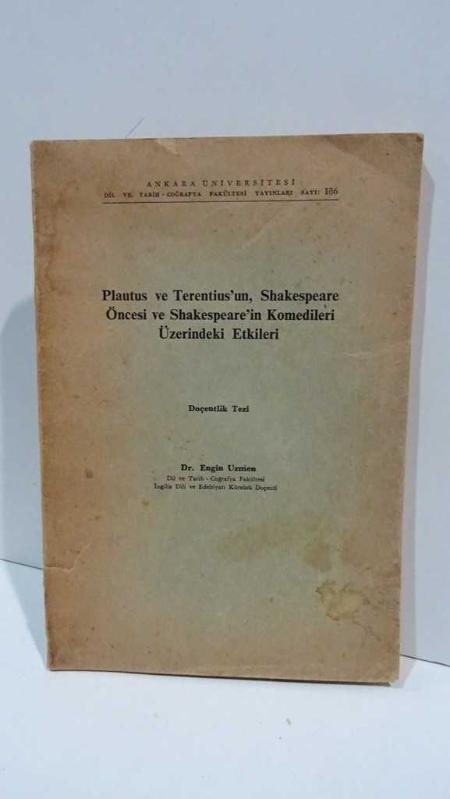 ANKARA ÜNİVERSİTESİ
DİL VE TARİH - COĞRAFYA FAKÜLTESİ YAYINLARI SAYI: 186
Plautus ve Terentius'un, Shakespeare
Öncesi ve Shakespeare'in Komedileri
Üzerindeki Etkileri
Doçentlik Tezi
Dr. Engin Uzmen
Dil ve Tarih - Coğrafya Fakültesi
İngiliz Dili ve Edebiyatı Kürsüsü Doçenti